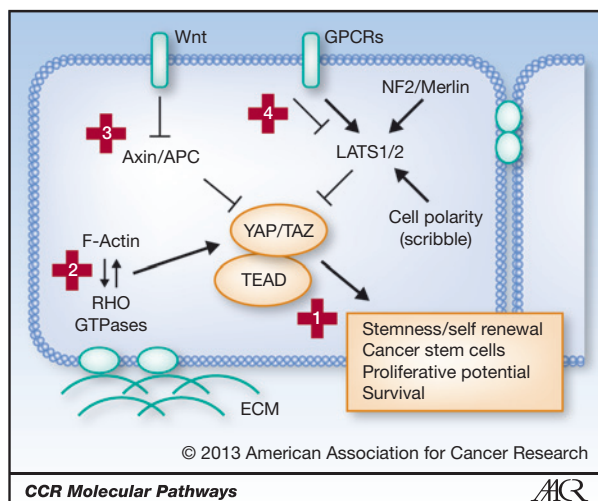 Wnt
GPCRs
NF2/Merlin
3
4
Axin/APC
LATS1/2
Cell polarity
(scribble)
YAP/TAZ
F-Actin
2
TEAD
RHO
GTPases
1
Stemness/self renewal
Cancer stem cells
Proliferative potential
Survival
ECM
© 2013 American Association for Cancer Research
CCR Molecular Pathways
AACR